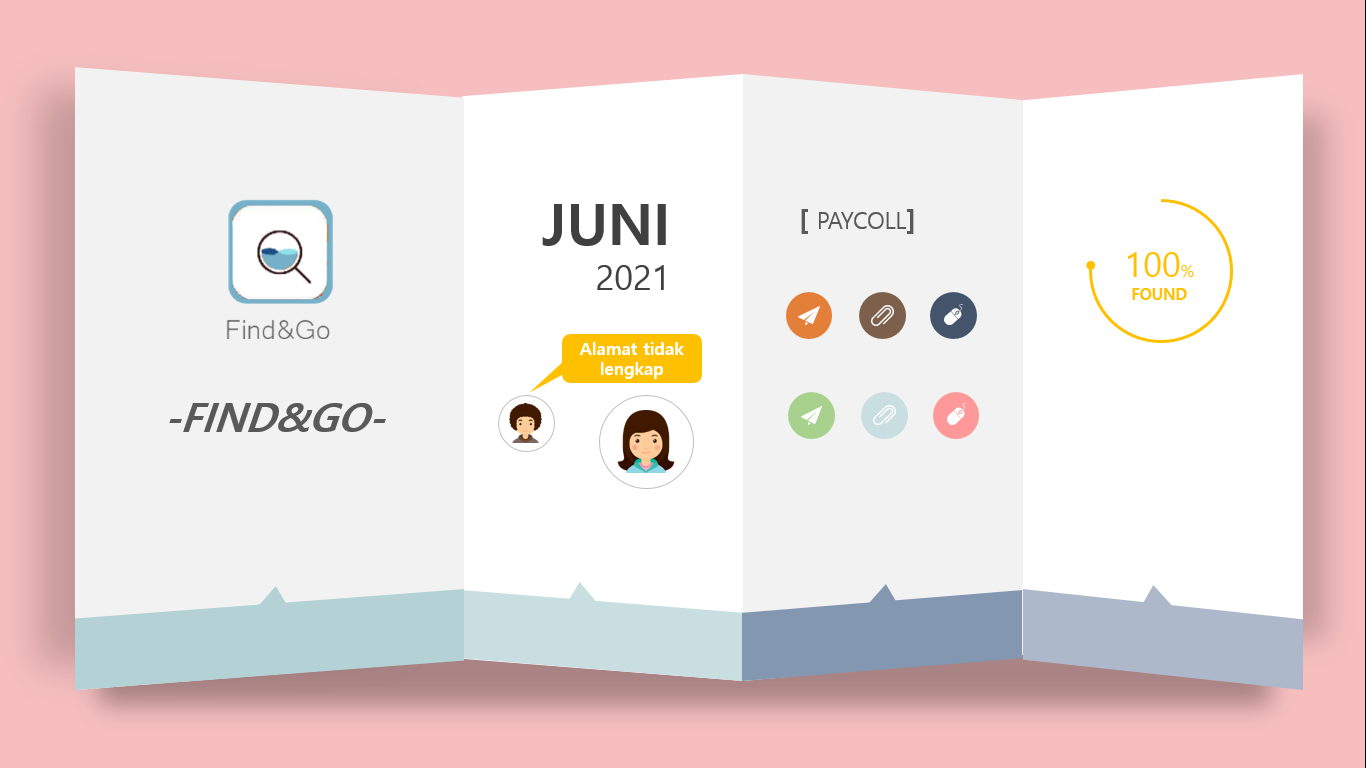 Find&Go
-FIND&GO-
JUNI
2021
Alamat tidak
lengkap
[ PAYCOLL]
100%
FOUND